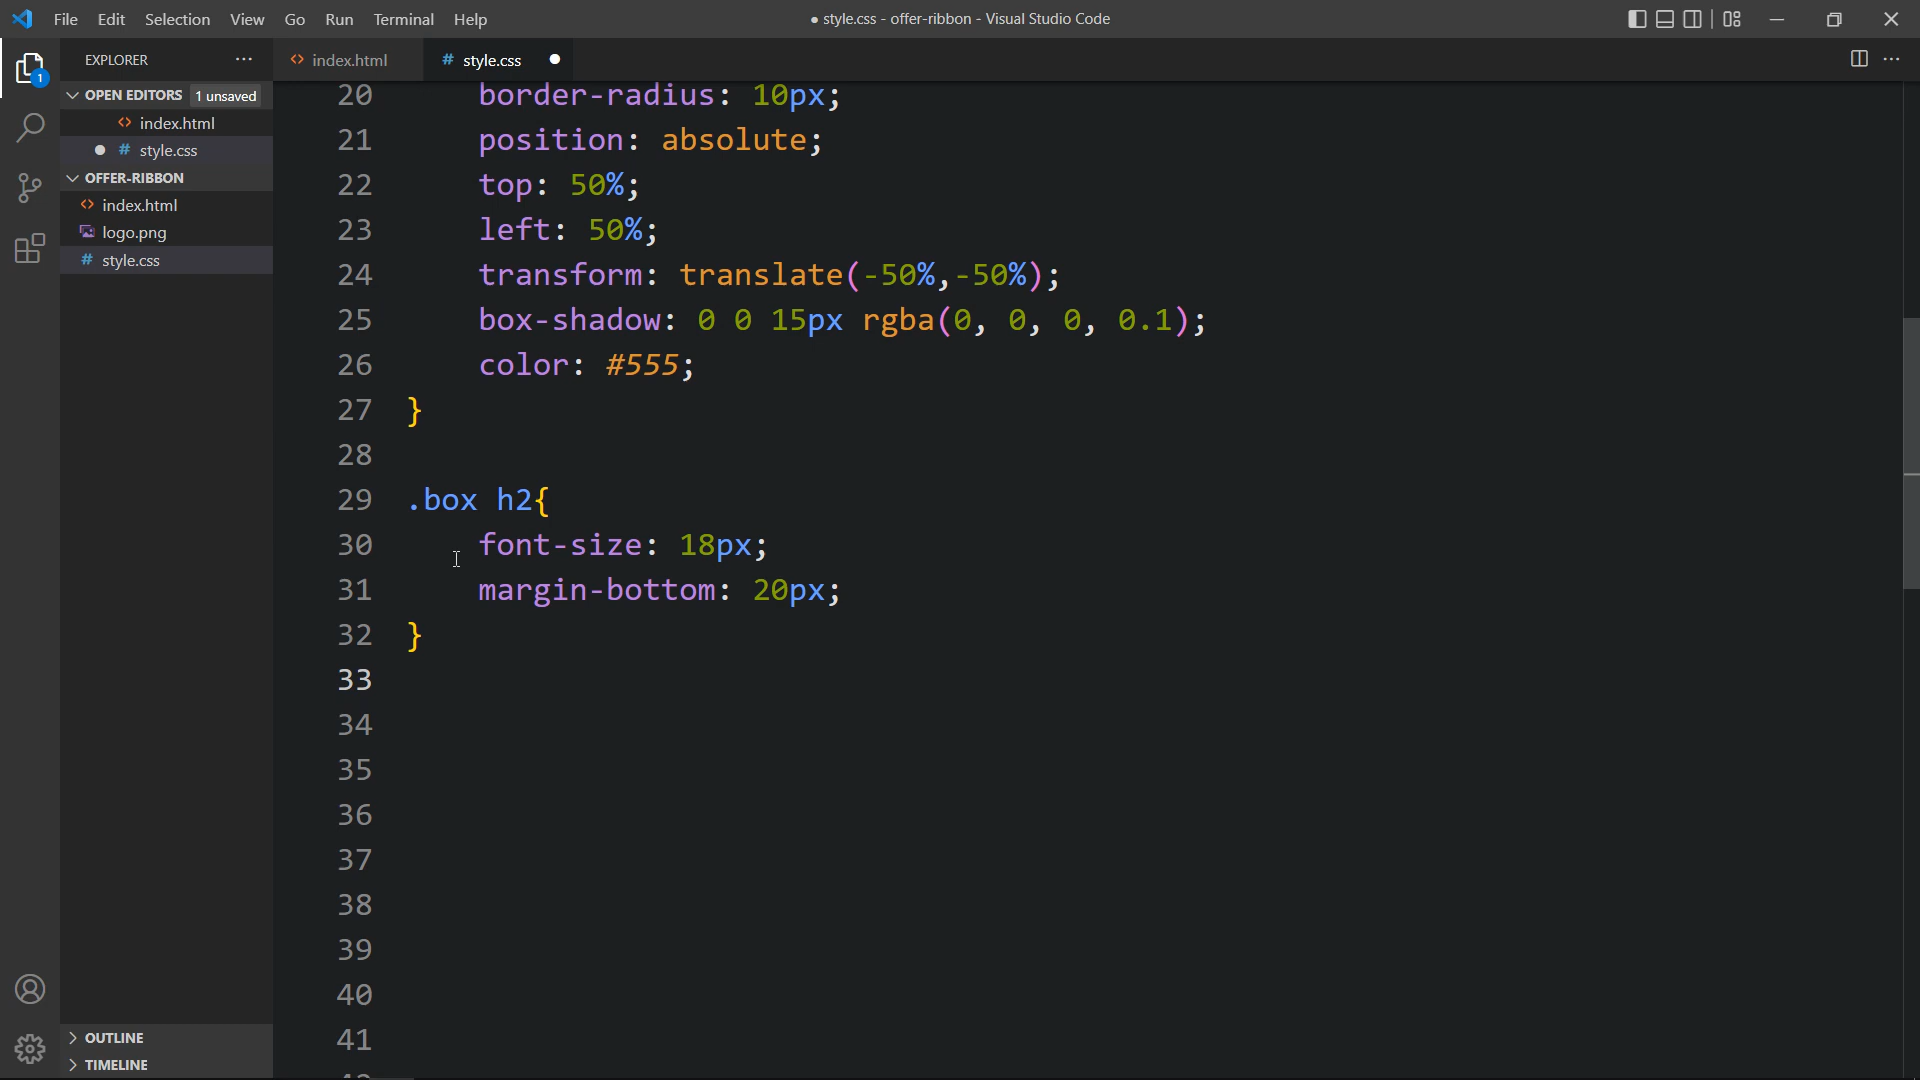 File Edit Selection View Go Run Terminal Help
● style.css - offer-ribbon - Visual Studio Code
EXPLORER
index.html
# style.css
1
OPEN EDITORS 1 unsaved
index.html
# style.css
OFFER-RIBBON
index.html
logo.png
# style.css
OUTLINE
TIMELINE
20 border-radius: 10px;
21 position: absolute;
22 top: 50%;
23 left: 50%;
24 transform: translate(-50%,-50%);
25 box-shadow: 0 0 15px rgba(0, 0, 0, 0.1);
26 color: #555;
27 }
28
29 .box h2{
30 font-size: 18px;
31 margin-bottom: 20px;
32 }
33
34
35
36
37
38
39
40
41